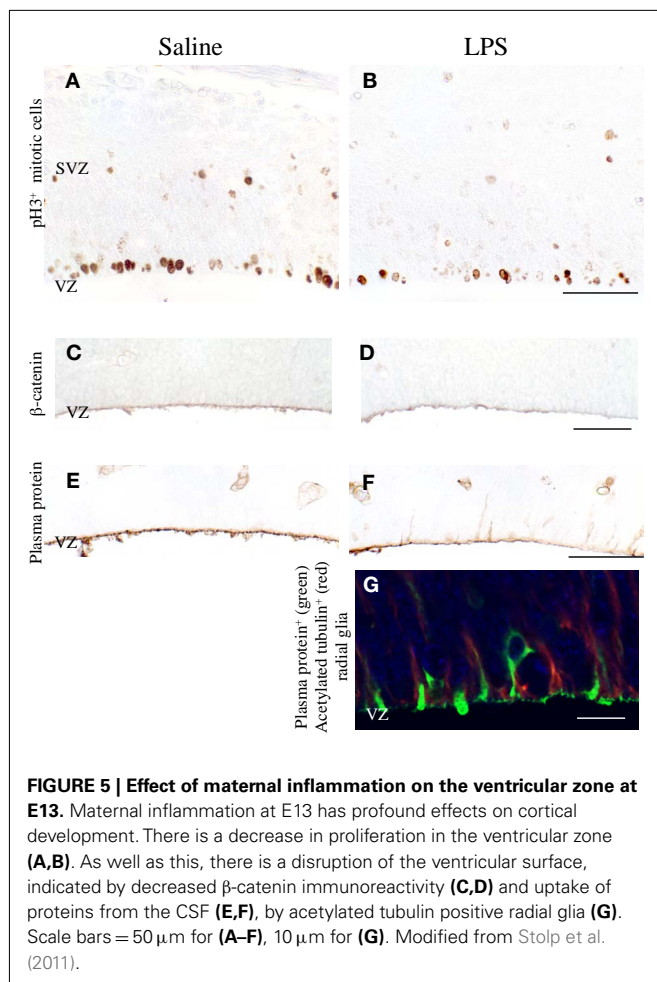 Saline
LPS
A
B
pH3⁺ mitotic cells
SVZ
VZ
C
D
β-catenin
VZ
E
F
Plasma protein
VZ
G
Plasma protein⁺ (green)
Acetylated tubulin⁺ (red)
radial glia
VZ
FIGURE 5 | Effect of maternal inflammation on the ventricular zone at
E13. Maternal inflammation at E13 has profound effects on cortical
development. There is a decrease in proliferation in the ventricular zone
(A,B). As well as this, there is a disruption of the ventricular surface,
indicated by decreased β-catenin immunoreactivity (C,D) and uptake of
proteins from the CSF (E,F), by acetylated tubulin positive radial glia (G).
Scale bars = 50 μm for (A–F), 10 μm for (G). Modified from Stolp et al.
(2011).